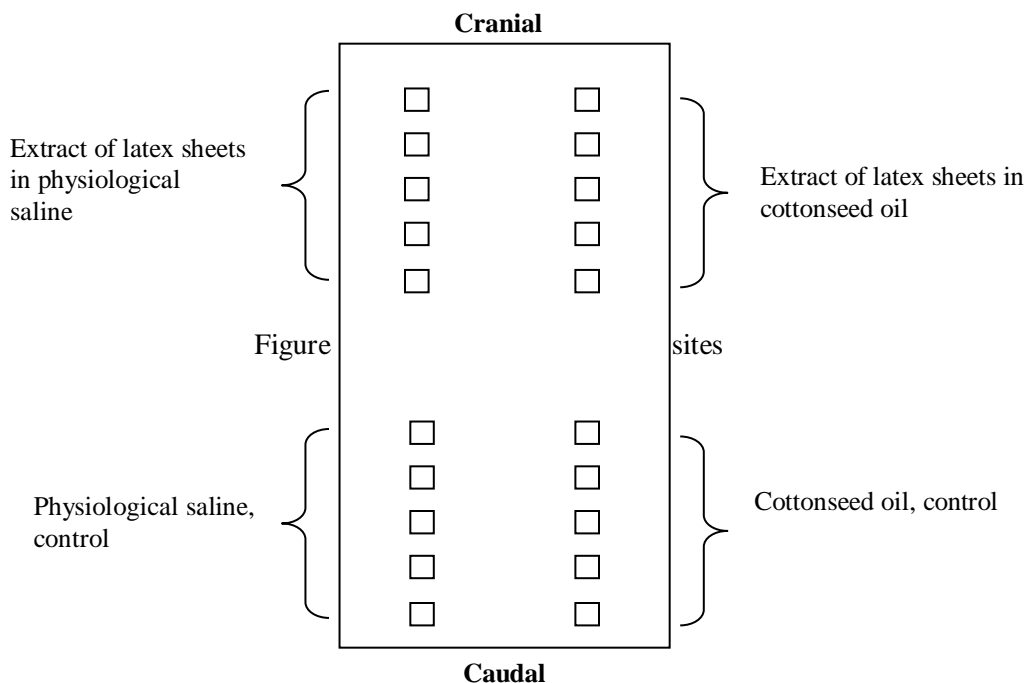 Cranial
Extract of latex sheets
in physiological
saline
Extract of latex sheets in
cottonseed oil
Figure
sites
Physiological saline,
control
Cottonseed oil, control
Caudal